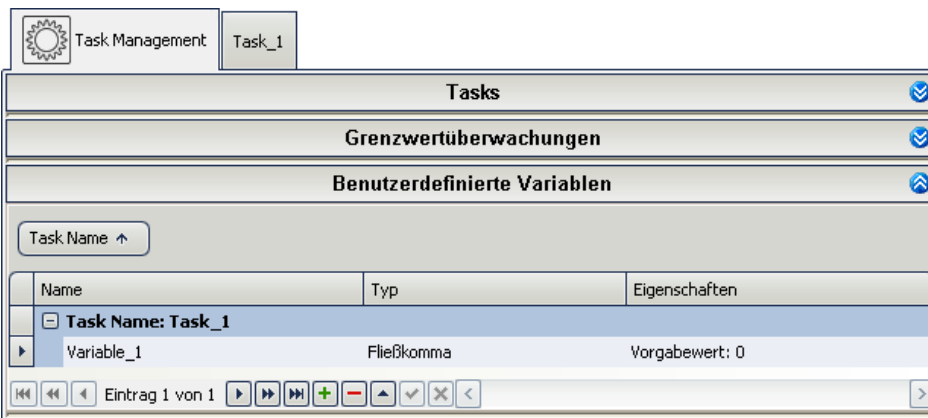 Task Management Task_1
Tasks
Grenzwertüberwachungen
Benutzerdefinierte Variablen
Task Name
Name Typ Eigenschaften
Task Name: Task_1
Variable_1 Fließkomma Vorgabewert: 0
Eintrag 1 von 1